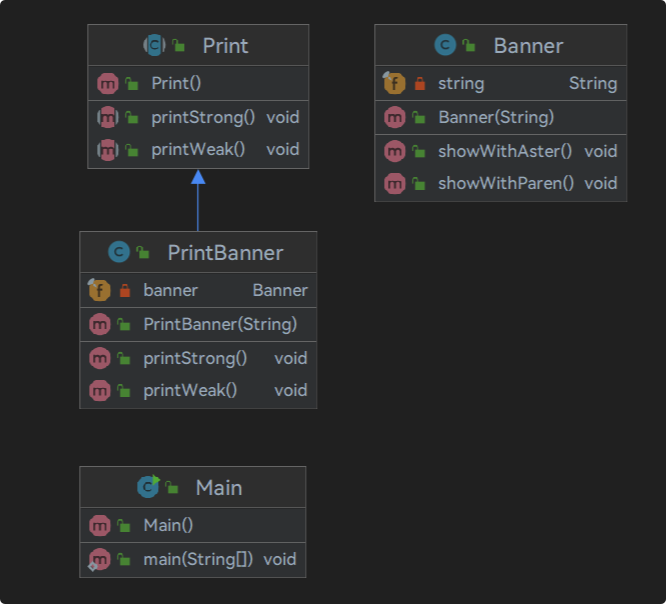 Print
Print()
printStrong() void
printWeak() void
Banner
string String
Banner(String)
showWithAster() void
showWithParen() void
PrintBanner
banner Banner
PrintBanner(String)
printStrong() void
printWeak() void
Main
Main()
main(String[]) void